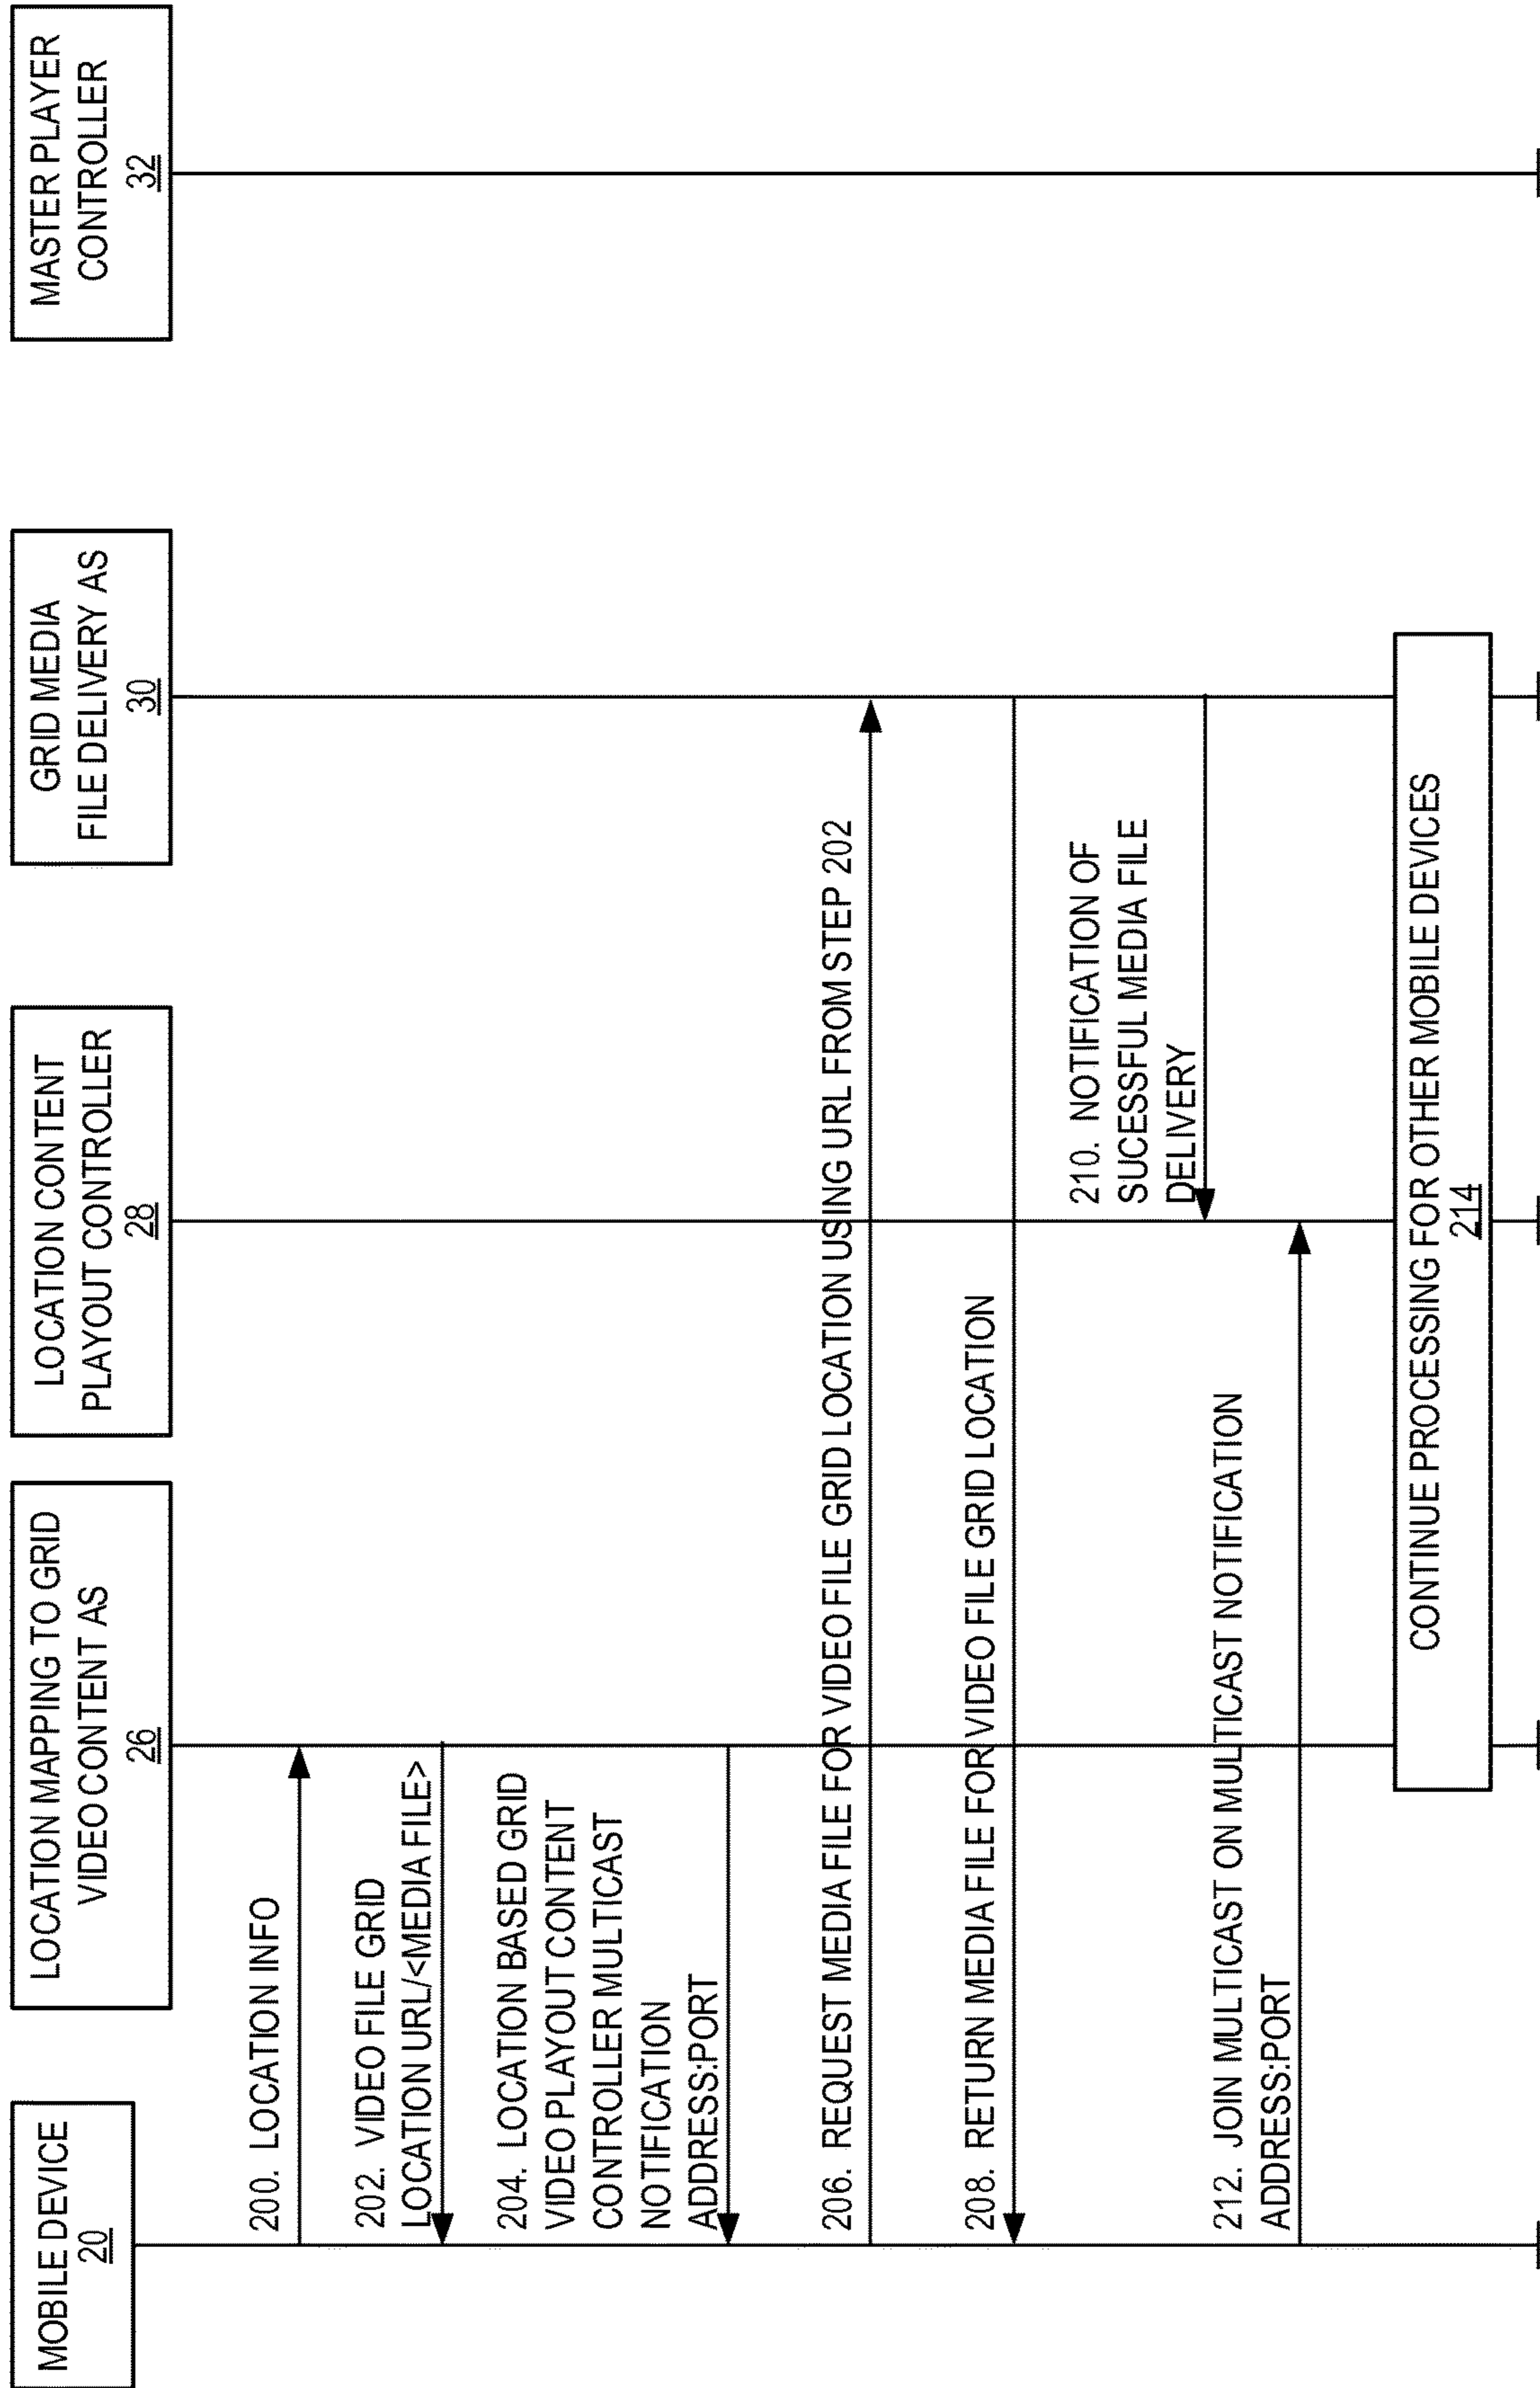 MOBILE DEVICE
20
LOCATION MAPPING TO GRID
VIDEO CONTENT AS
26
LOCATION CONTENT
PLAYOUT CONTROLLER
28
GRID MEDIA
FILE DELIVERY AS
30
MASTER PLAYER
CONTROLLER
32
200. LOCATION INFO
202. VIDEO FILE GRID
LOCATION URL/<MEDIA FILE>
204. LOCATION BASED GRID
VIDEO PLAYOUT CONTENT
CONTROLLER MULTICAST
NOTIFICATION
ADDRESS:PORT
206. REQUEST MEDIA FILE FOR VIDEO FILE GRID LOCATION USING URL FROM STEP 202
208. RETURN MEDIA FILE FOR VIDEO FILE GRID LOCATION
210. NOTIFICATION OF
SUCESSFUL MEDIA FILE
DELIVERY
212. JOIN MULTICAST ON MULTICAST NOTIFICATION
ADDRESS:PORT
CONTINUE PROCESSING FOR OTHER MOBILE DEVICES
214